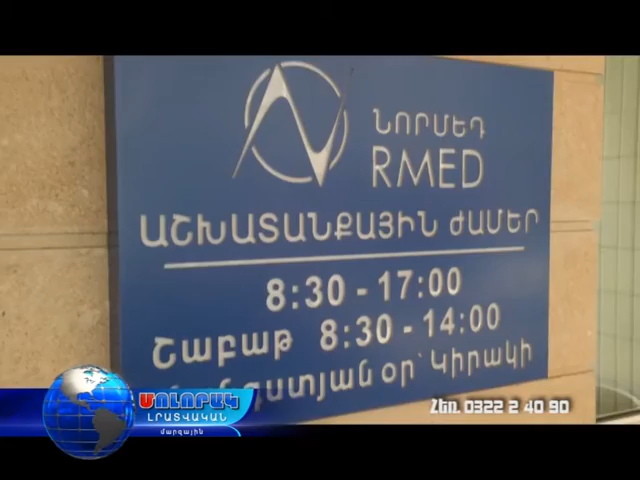 ՆՈՐՄԵԴ
RMED
ԱՇԽԱՏԱՆՔԱՅԻՆ ԺԱՄԵՐ
8:30 - 17:00
Շաբաթ 8:30 - 14:00
օր՝ Կիրակի
ՄՈԼՈՐԱԿ
ԼՐԱՏՎԱԿԱՆ
մարզային
Հեռ. 0322 2 40 90